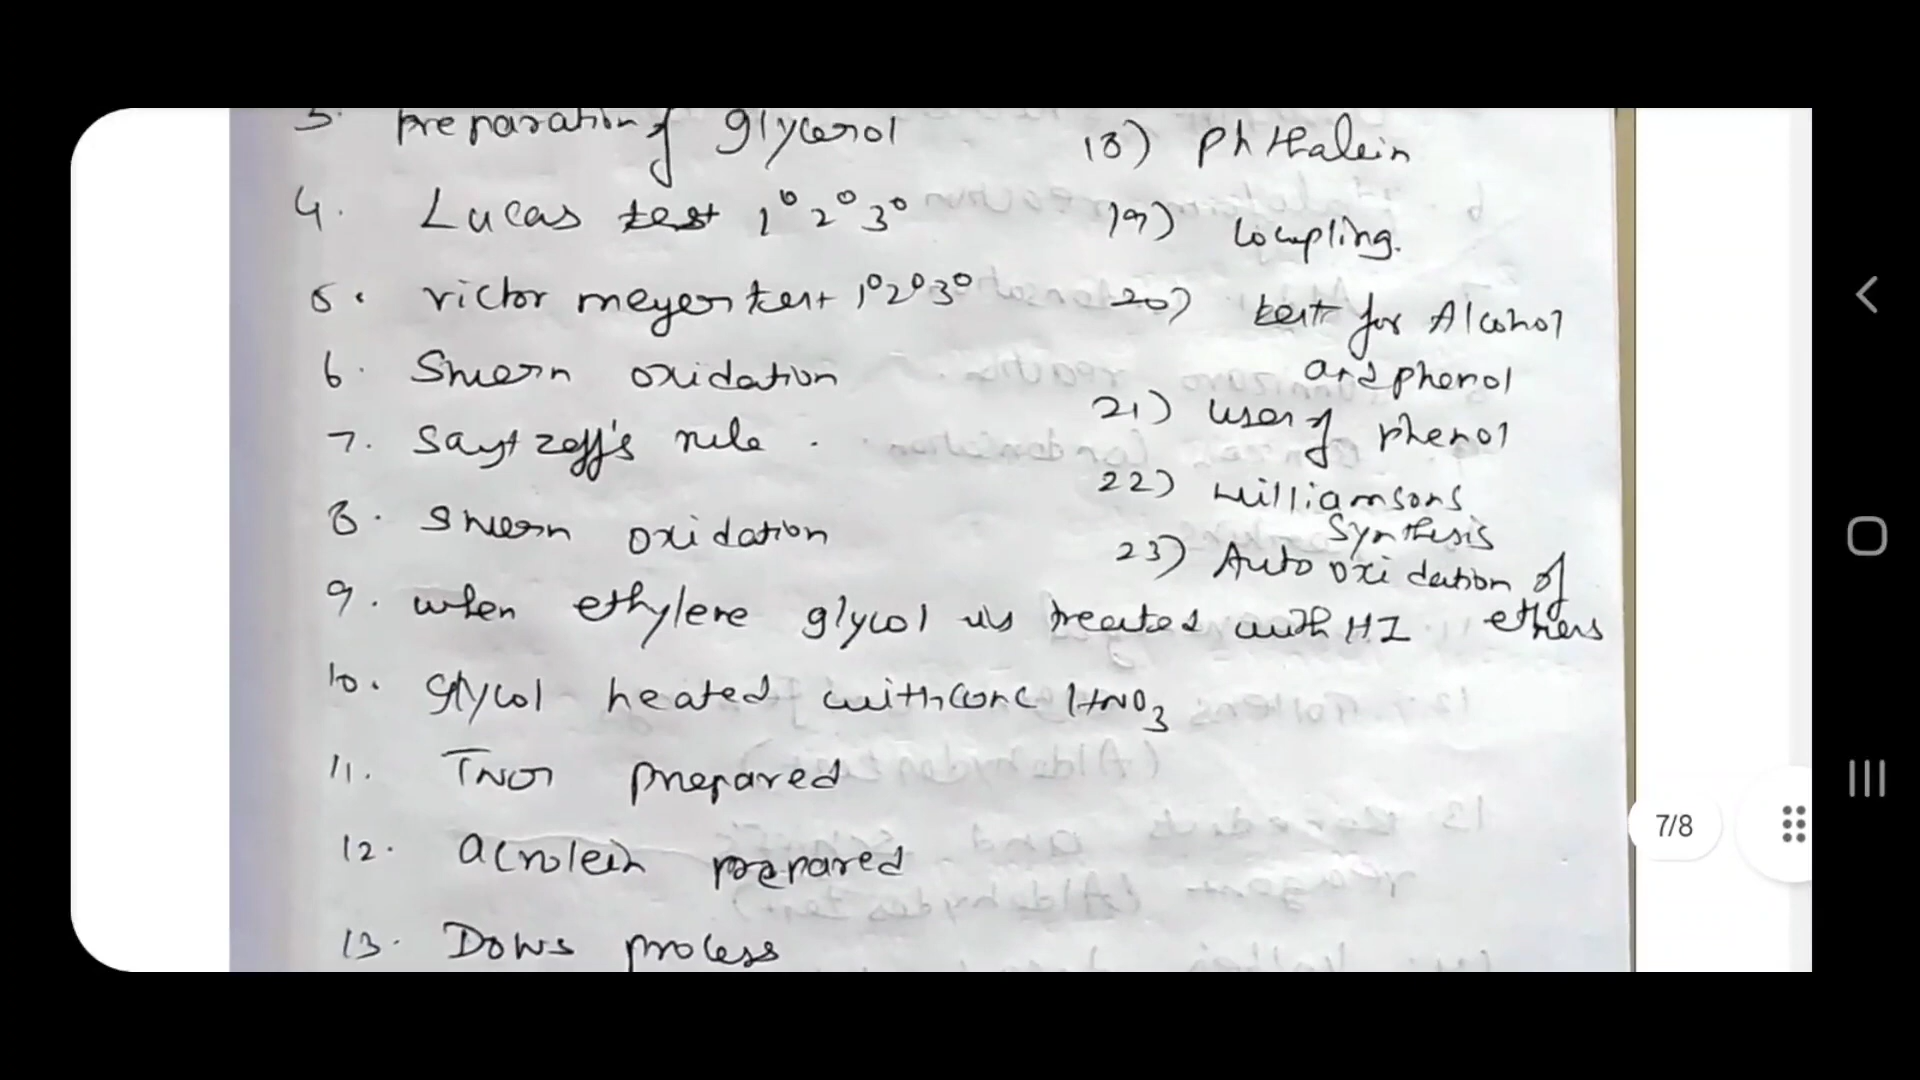 3. preparation of glycerol
4. Lucas test 1° 2° 3°
5. victor meyer test 1° 2° 3°
6. Swern oxidation
7. Saytzeff's rule.
8. Swern oxidation
9. when ethylene glycol is treated with HI
10. glycol heated with conc HNO3
11. prepared
12. acrolein prepared
13. Dows process
18) Phthalein
19) Coupling.
20) test for Alcohol
and phenol
21) uses of phenol
22) williamsons
Synthesis
23) Auto oxidation of
ethers
7/8